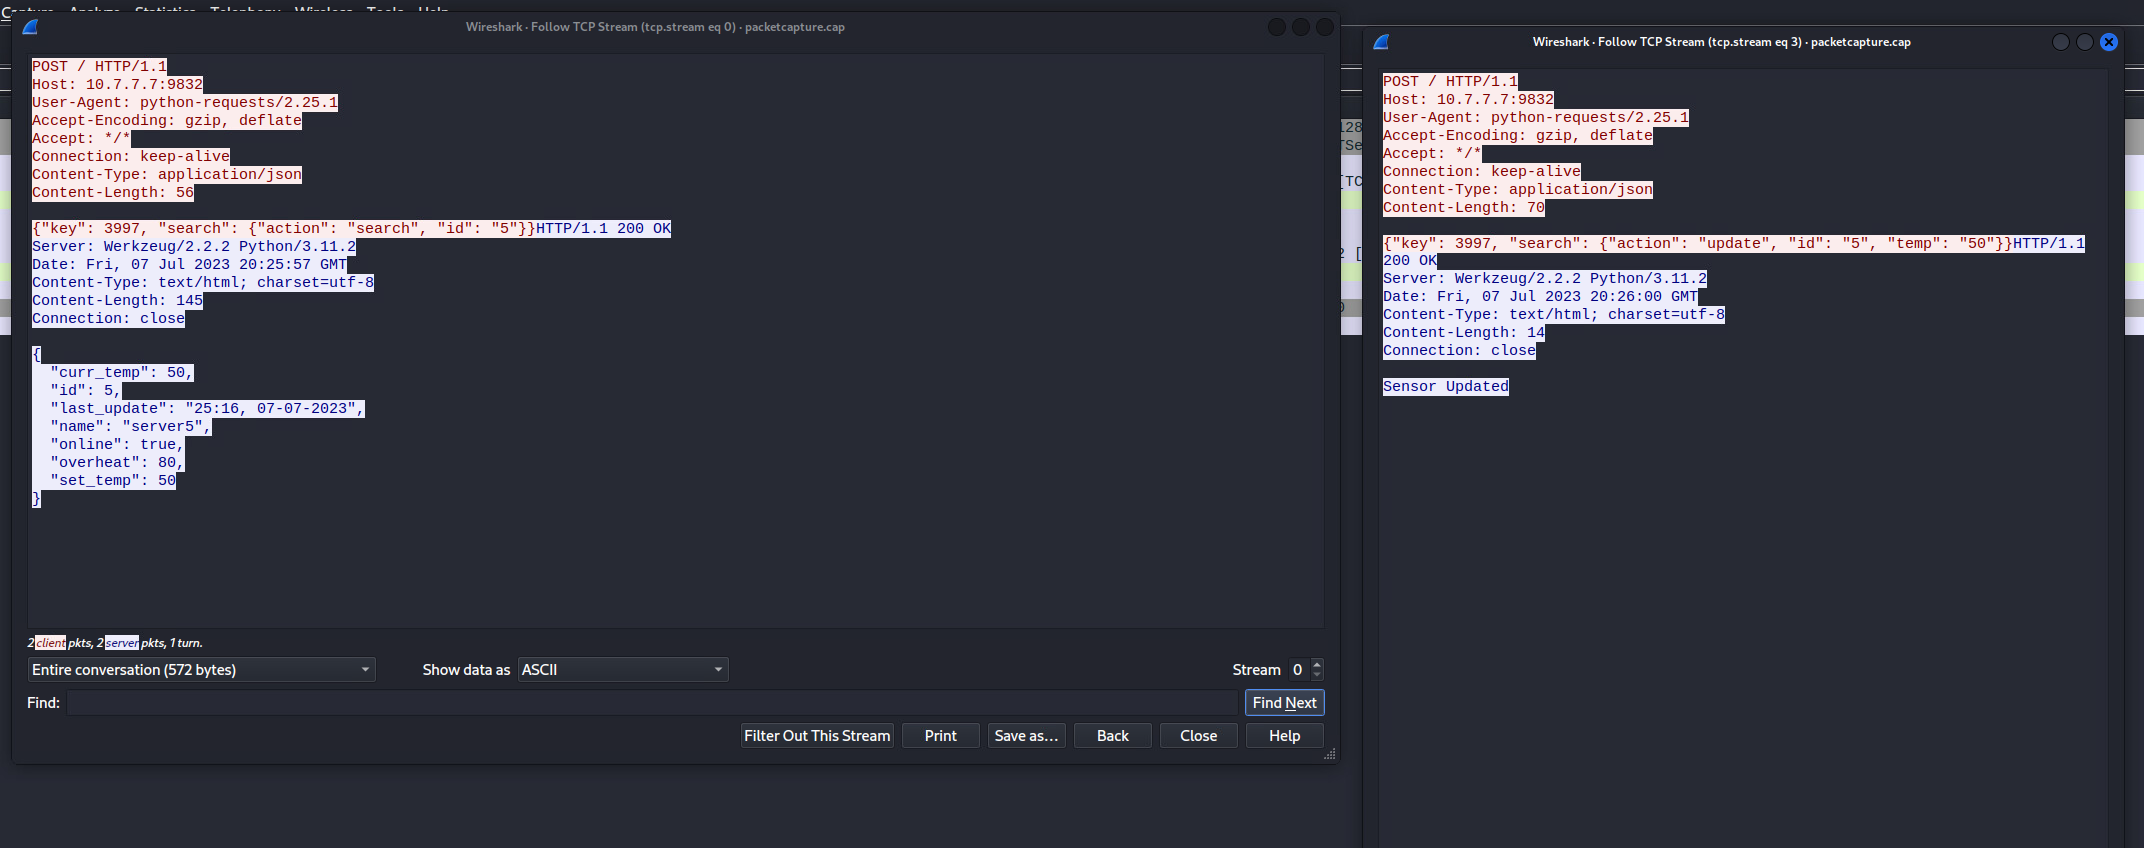 Capture Analyze Statistics Telephony Wireless Tools Help
Wireshark · Follow TCP Stream (tcp.stream eq 0) · packetcapture.cap
POST / HTTP/1.1
Host: 10.7.7.7:9832
User-Agent: python-requests/2.25.1
Accept-Encoding: gzip, deflate
Accept: */*
Connection: keep-alive
Content-Type: application/json
Content-Length: 56
{"key": 3997, "search": {"action": "search", "id": "5"}}HTTP/1.1 200 OK
Server: Werkzeug/2.2.2 Python/3.11.2
Date: Fri, 07 Jul 2023 20:25:57 GMT
Content-Type: text/html; charset=utf-8
Content-Length: 145
Connection: close
{
"curr_temp": 50,
"id": 5,
"last_update": "25:16, 07-07-2023",
"name": "server5",
"online": true,
"overheat": 80,
"set_temp": 50
}
2 client pkts, 2 server pkts, 1 turn.
Entire conversation (572 bytes)
Show data as ASCII
Stream 0
Find:
Find Next
Filter Out This Stream
Print
Save as…
Back
Close
Help
128
TSe
[TC
2 [
Wireshark · Follow TCP Stream (tcp.stream eq 3) · packetcapture.cap
POST / HTTP/1.1
Host: 10.7.7.7:9832
User-Agent: python-requests/2.25.1
Accept-Encoding: gzip, deflate
Accept: */*
Connection: keep-alive
Content-Type: application/json
Content-Length: 70
{"key": 3997, "search": {"action": "update", "id": "5", "temp": "50"}}HTTP/1.1
200 OK
Server: Werkzeug/2.2.2 Python/3.11.2
Date: Fri, 07 Jul 2023 20:26:00 GMT
Content-Type: text/html; charset=utf-8
Content-Length: 14
Connection: close
Sensor Updated